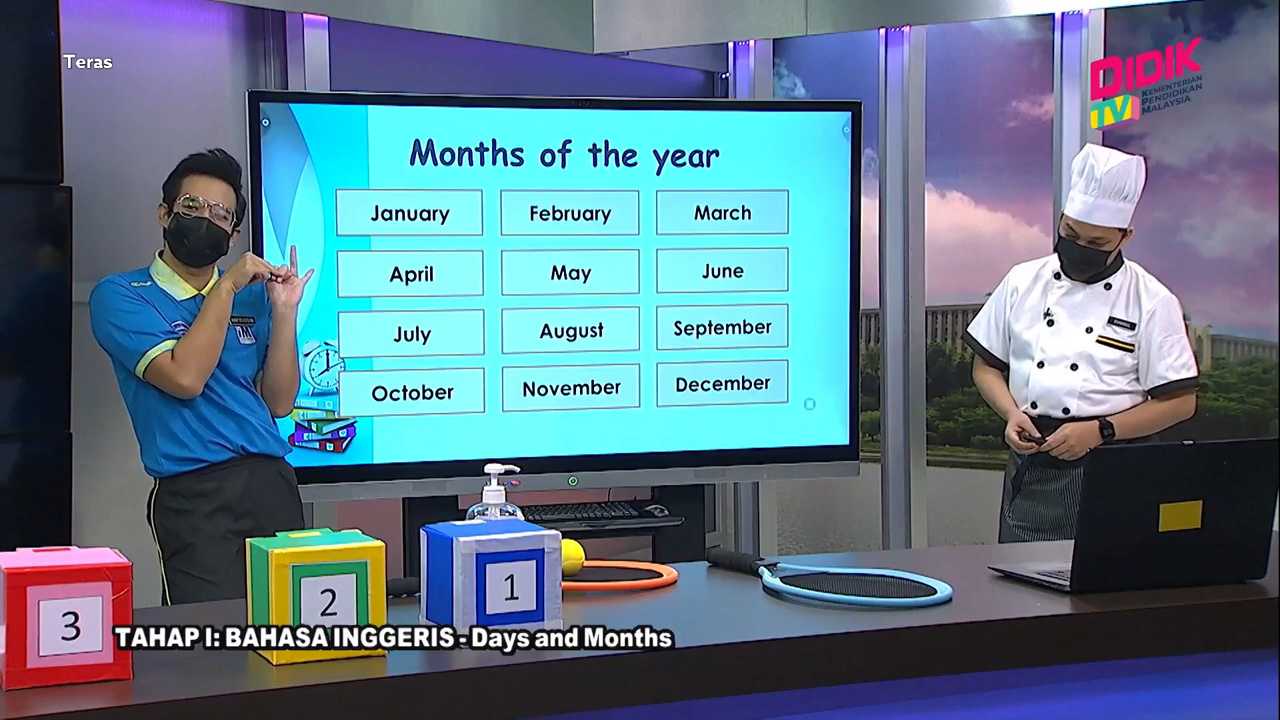 Teras
DIDIK
TV
KEMENTERIAN
PENDIDIKAN
MALAYSIA
Months of the year
January
February
March
April
May
June
July
August
September
October
November
December
3
2
1
TAHAP I: BAHASA INGGERIS - Days and Months